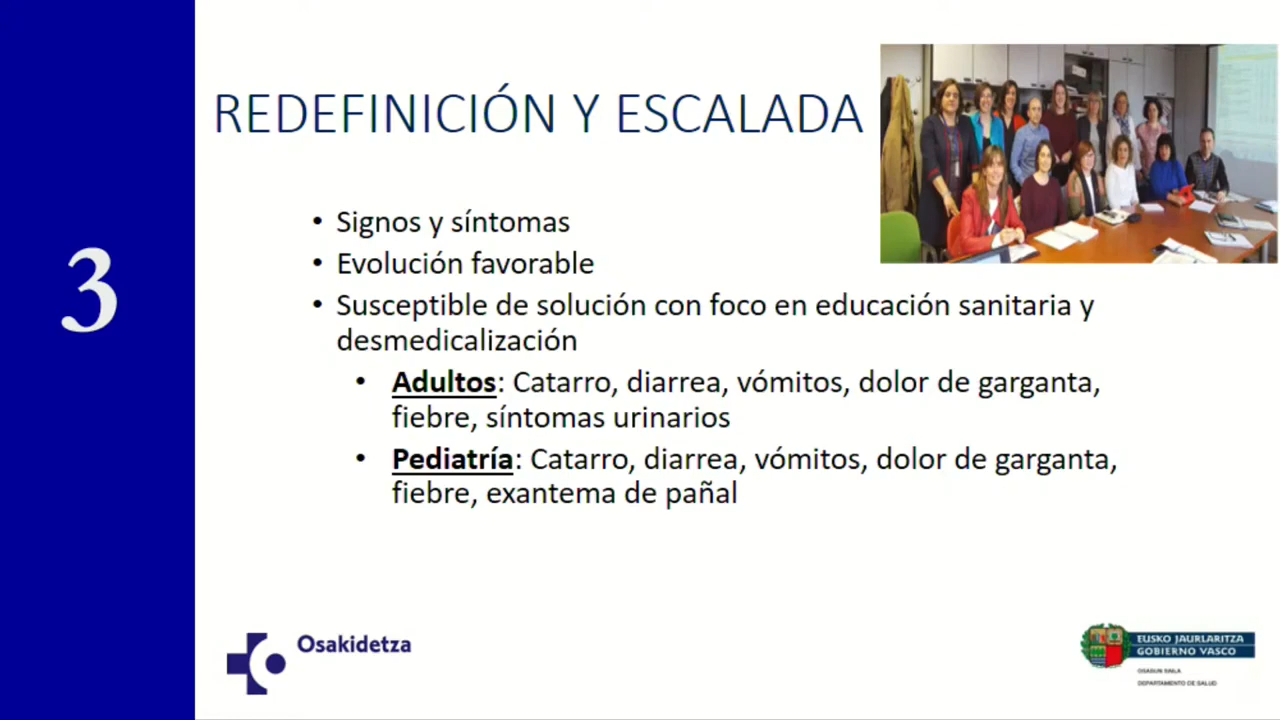 3
REDEFINICIÓN Y ESCALADA
• Signos y síntomas
• Evolución favorable
• Susceptible de solución con foco en educación sanitaria y
desmedicalización
• Adultos: Catarro, diarrea, vómitos, dolor de garganta,
fiebre, síntomas urinarios
• Pediatría: Catarro, diarrea, vómitos, dolor de garganta,
fiebre, exantema de pañal
Osakidetza
EUSKO JAURLARITZA
GOBIERNO VASCO
OSASUN SAILA
DEPARTAMENTO DE SALUD